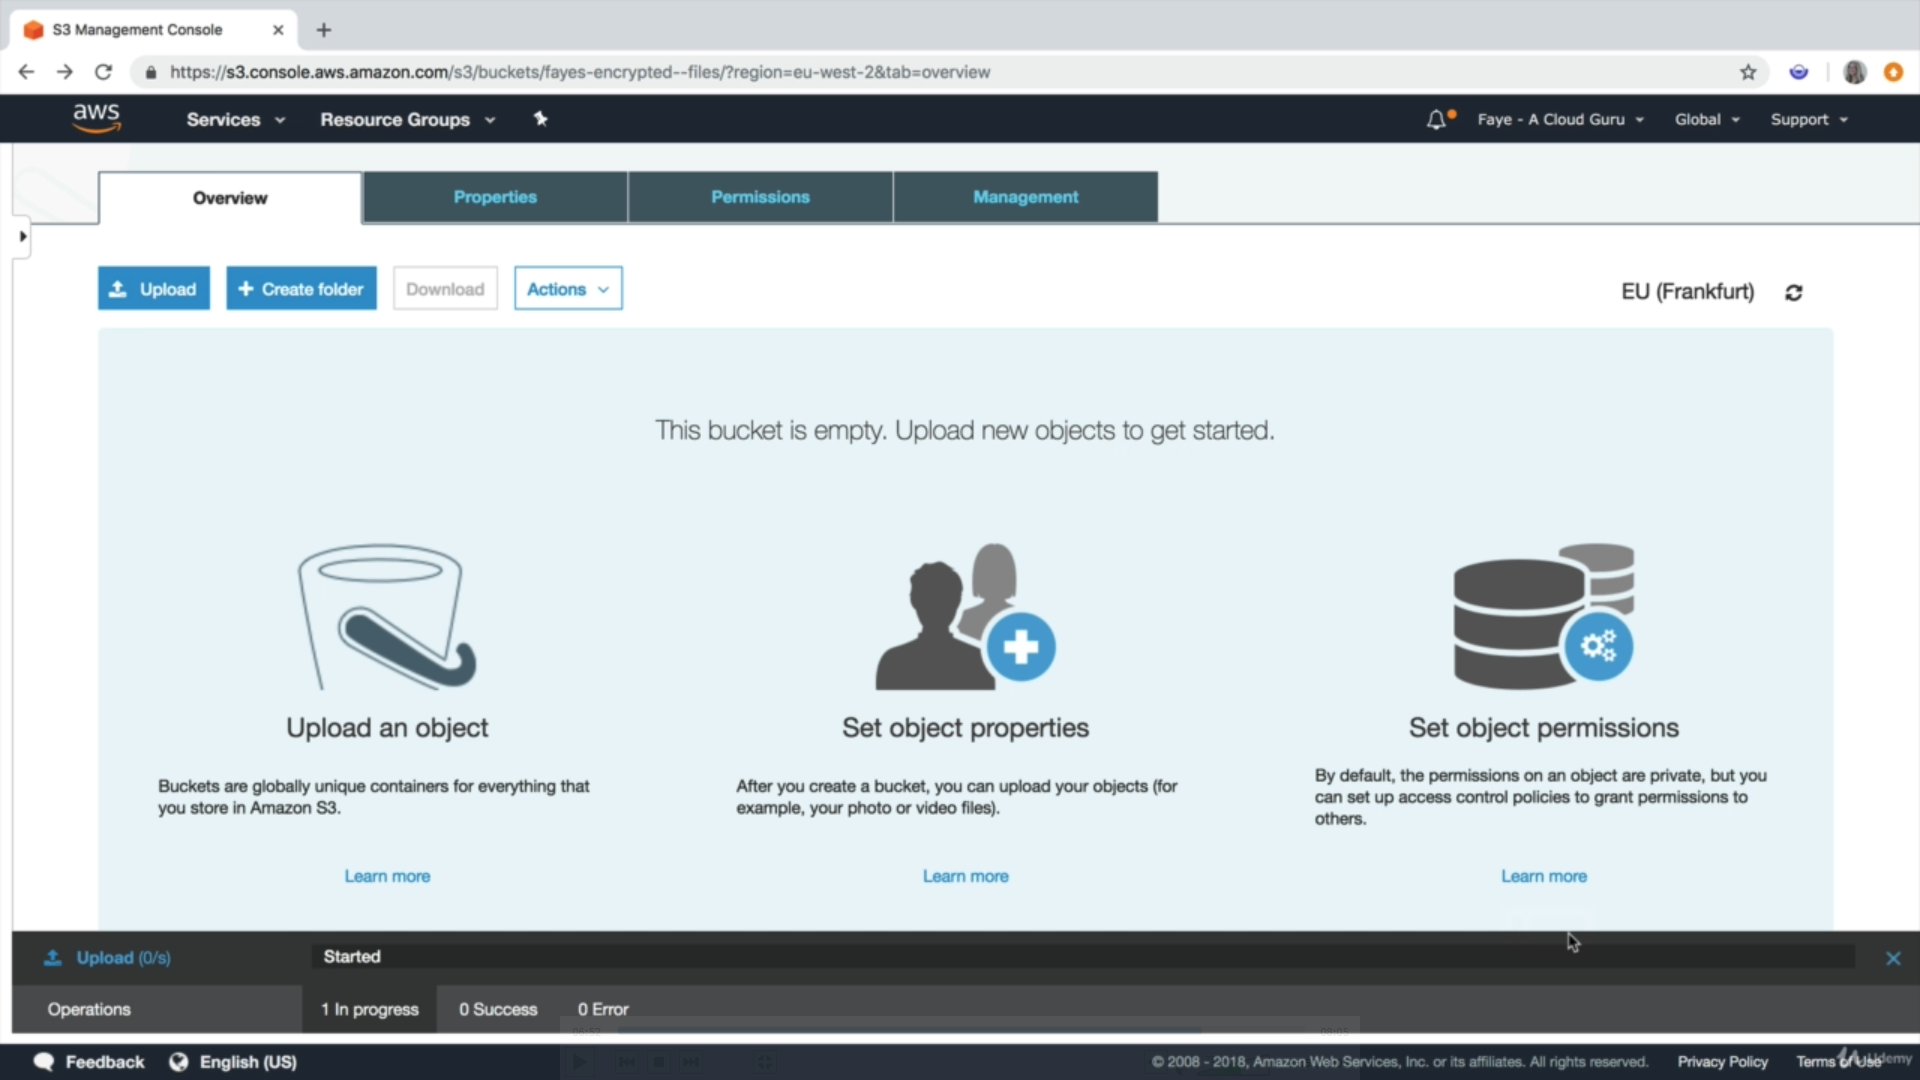 S3 Management Console
https://s3.console.aws.amazon.com/s3/buckets/fayes-encrypted--files/?region=eu-west-2&tab=overview
aws Services Resource Groups Faye - A Cloud Guru Global Support
Overview Properties Permissions Management
Upload + Create folder Download Actions EU (Frankfurt)
This bucket is empty. Upload new objects to get started.
Upload an object
Buckets are globally unique containers for everything that
you store in Amazon S3.
Learn more
Set object properties
After you create a bucket, you can upload your objects (for
example, your photo or video files).
Learn more
Set object permissions
By default, the permissions on an object are private, but you
can set up access control policies to grant permissions to
others.
Learn more
Upload (0/s) Started
Operations 1 In progress 0 Success 0 Error
Feedback English (US) © 2008 - 2018, Amazon Web Services, Inc. or its affiliates. All rights reserved. Privacy Policy Terms of Use
Udemy